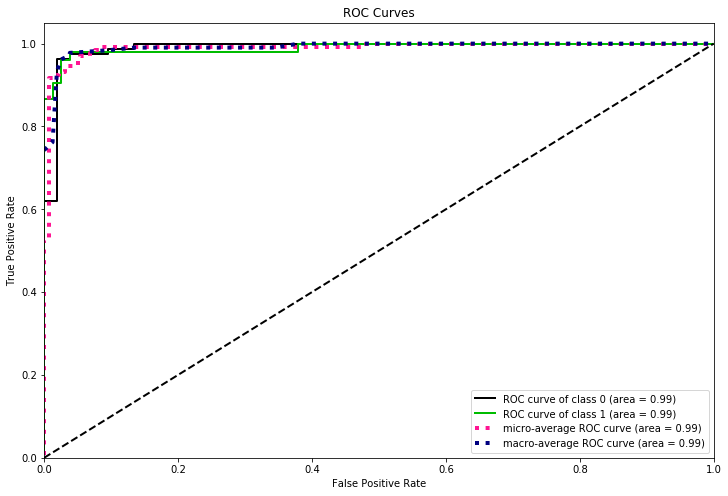 ROC Curves
1.0
0.8
0.6
0.4
0.2
0.0
True Positive Rate
ROC curve of class 0 (area = 0.99)
ROC curve of class 1 (area = 0.99)
micro-average ROC curve (area = 0.99)
macro-average ROC curve (area = 0.99)
0.0 0.2 0.4 0.6 0.8 1.0
False Positive Rate